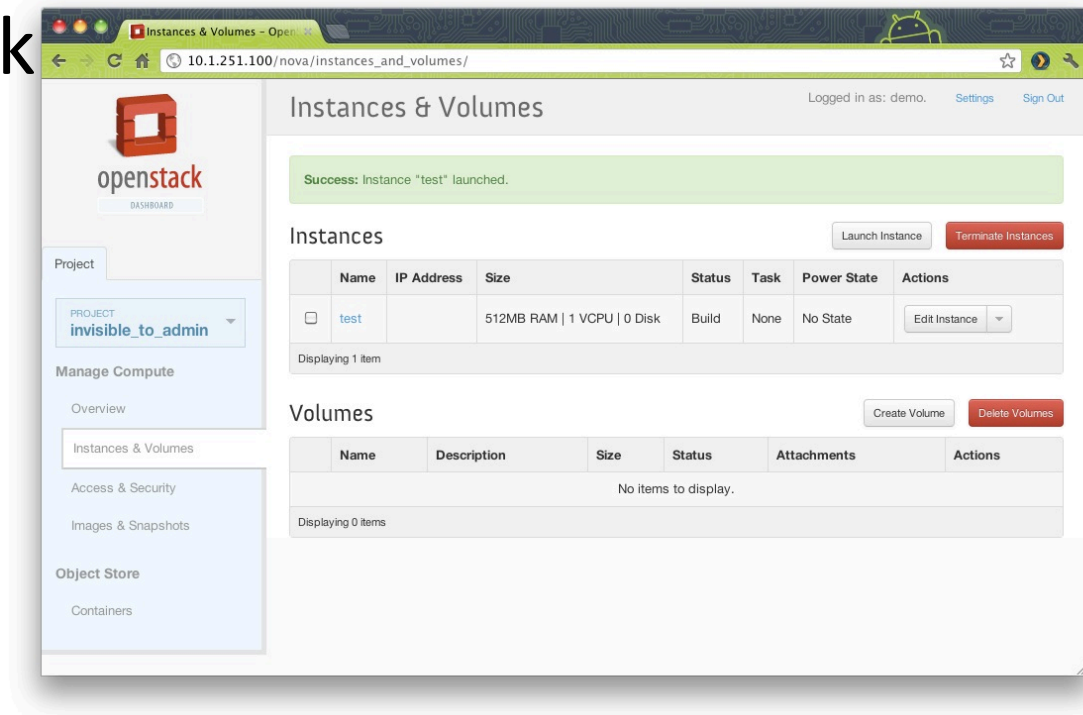 k
Instances & Volumes - Open
10.1.251.100/nova/instances_and_volumes/
openstack
DASHBOARD
Project
PROJECT
invisible_to_admin
Manage Compute
Overview
Instances & Volumes
Access & Security
Images & Snapshots
Object Store
Containers
Instances & Volumes
Logged in as: demo. Settings Sign Out
Success: Instance "test" launched.
Instances Launch Instance Terminate Instances
Name IP Address Size Status Task Power State Actions
test 512MB RAM | 1 VCPU | 0 Disk Build None No State Edit Instance
Displaying 1 item
Volumes Create Volume Delete Volumes
Name Description Size Status Attachments Actions
No items to display.
Displaying 0 items